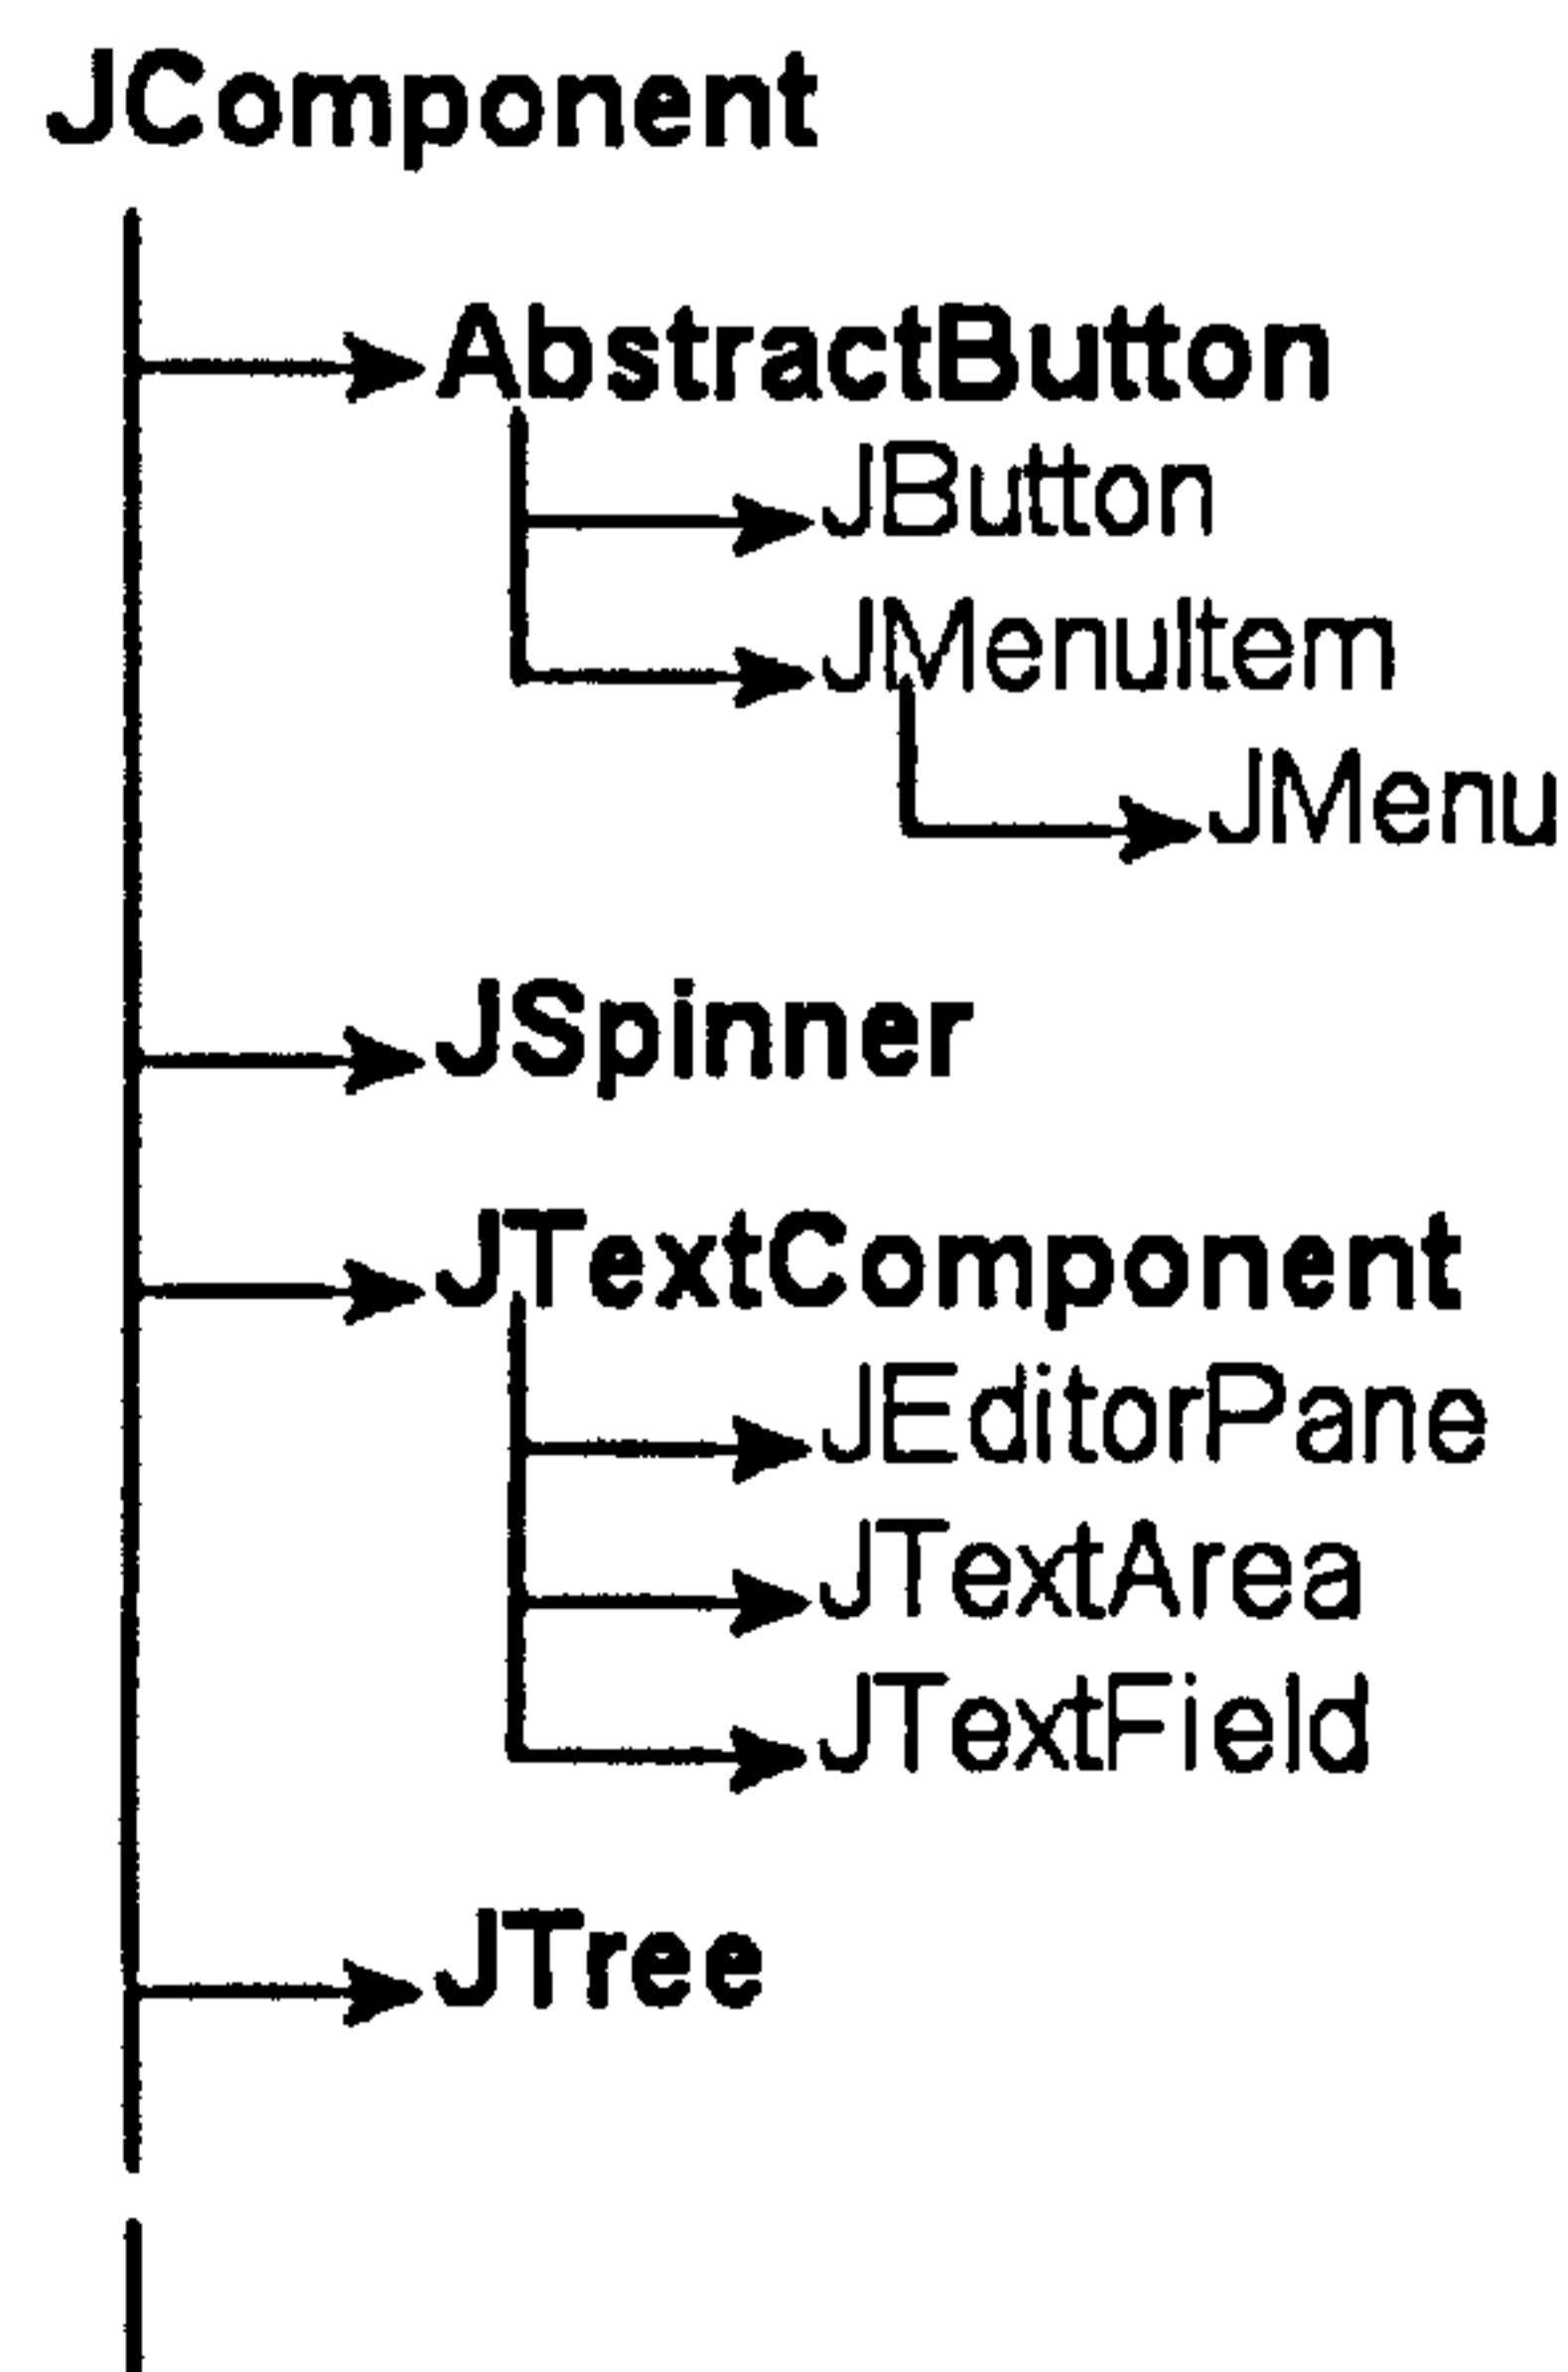 JComponent
AbstractButton
JButton
JMenuItem
JMenu
JSpinner
JTextComponent
JEditorPane
JTextArea
JTextField
JTree